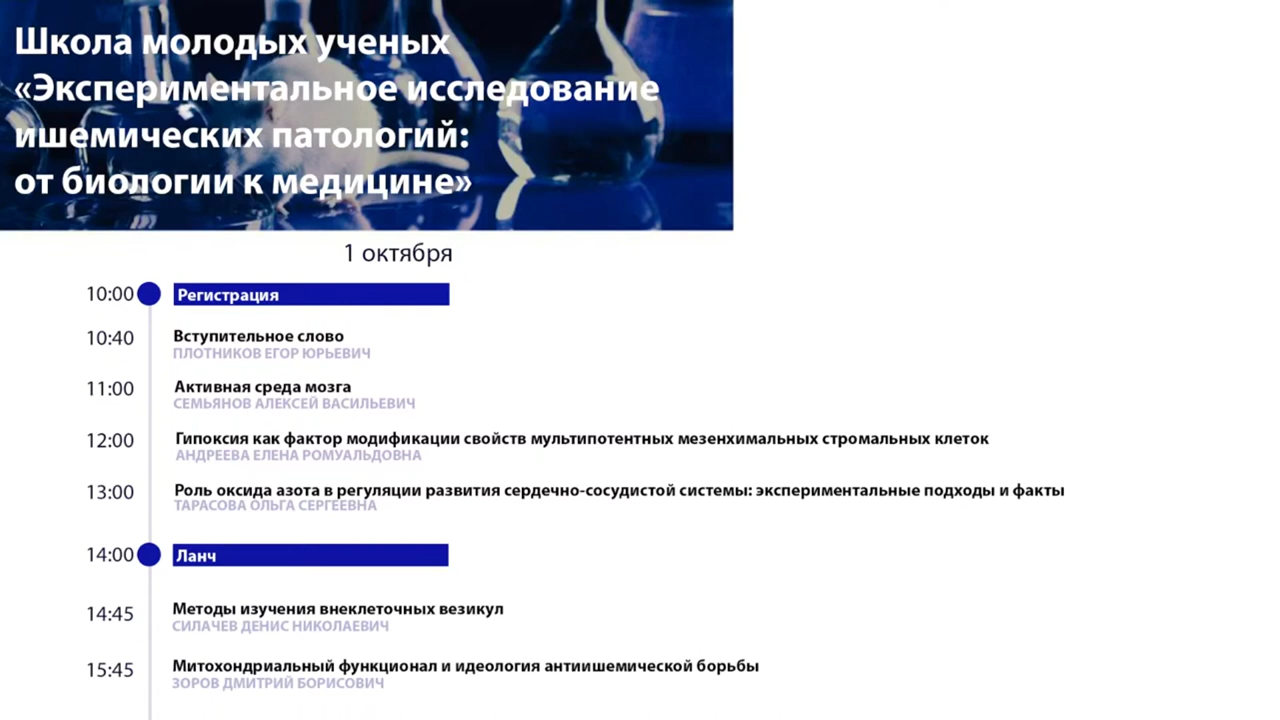 Школа молодых ученых
«Экспериментальное исследование
ишемических патологий:
от биологии к медицине»
1 октября
10:00 Регистрация
10:40 Вступительное слово
ПЛОТНИКОВ ЕГОР ЮРЬЕВИЧ
11:00 Активная среда мозга
СЕМЬЯНОВ АЛЕКСЕЙ ВАСИЛЬЕВИЧ
12:00 Гипоксия как фактор модификации свойств мультипотентных мезенхимальных стромальных клеток
АНДРЕЕВА ЕЛЕНА РОМУАЛЬДОВНА
13:00 Роль оксида азота в регуляции развития сердечно-сосудистой системы: экспериментальные подходы и факты
ТАРАСОВА ОЛЬГА СЕРГЕЕВНА
14:00 Ланч
14:45 Методы изучения внеклеточных везикул
СИЛАЧЕВ ДЕНИС НИКОЛАЕВИЧ
15:45 Митохондриальный функционал и идеология антиишемической борьбы
ЗОРОВ ДМИТРИЙ БОРИСОВИЧ